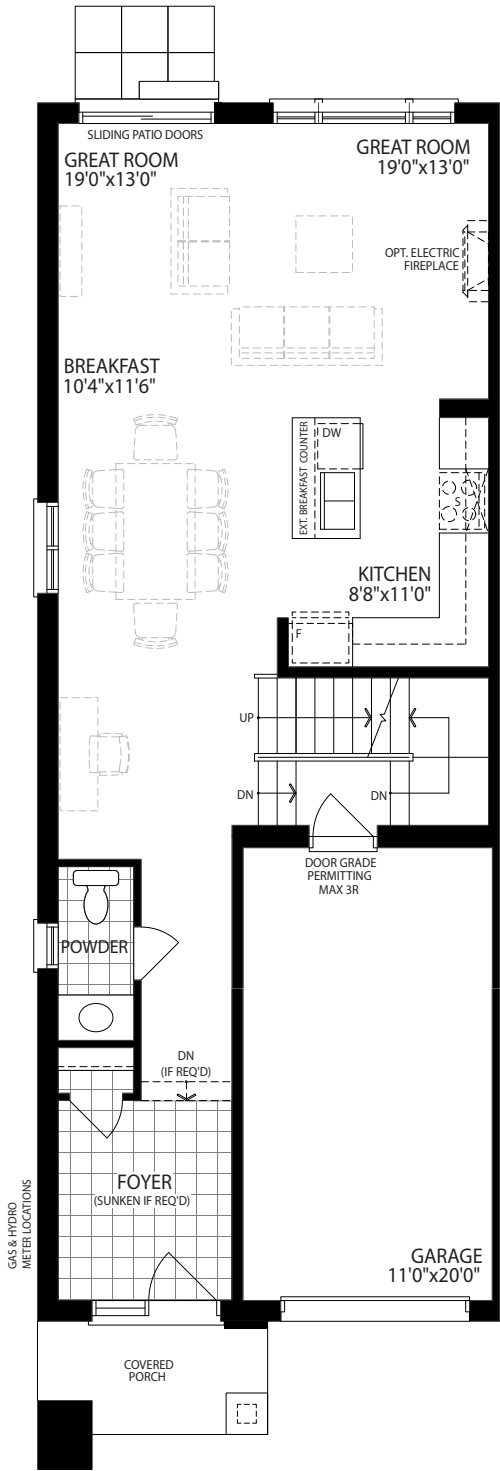 SLIDING PATIO DOORS
GREAT ROOM
19'0"x13'0"
GREAT ROOM
19'0"x13'0"
OPT. ELECTRIC
FIREPLACE
BREAKFAST
10'4"x11'6"
EXT. BREAKFAST COUNTER
DW
S
KITCHEN
8'8"x11'0"
F
UP
DN
DN
DOOR GRADE
PERMITTING
MAX 3R
POWDER
DN
(IF REQ'D)
FOYER
(SUNKEN IF REQ'D)
GAS & HYDRO
METER LOCATIONS
GARAGE
11'0"x20'0"
COVERED
PORCH